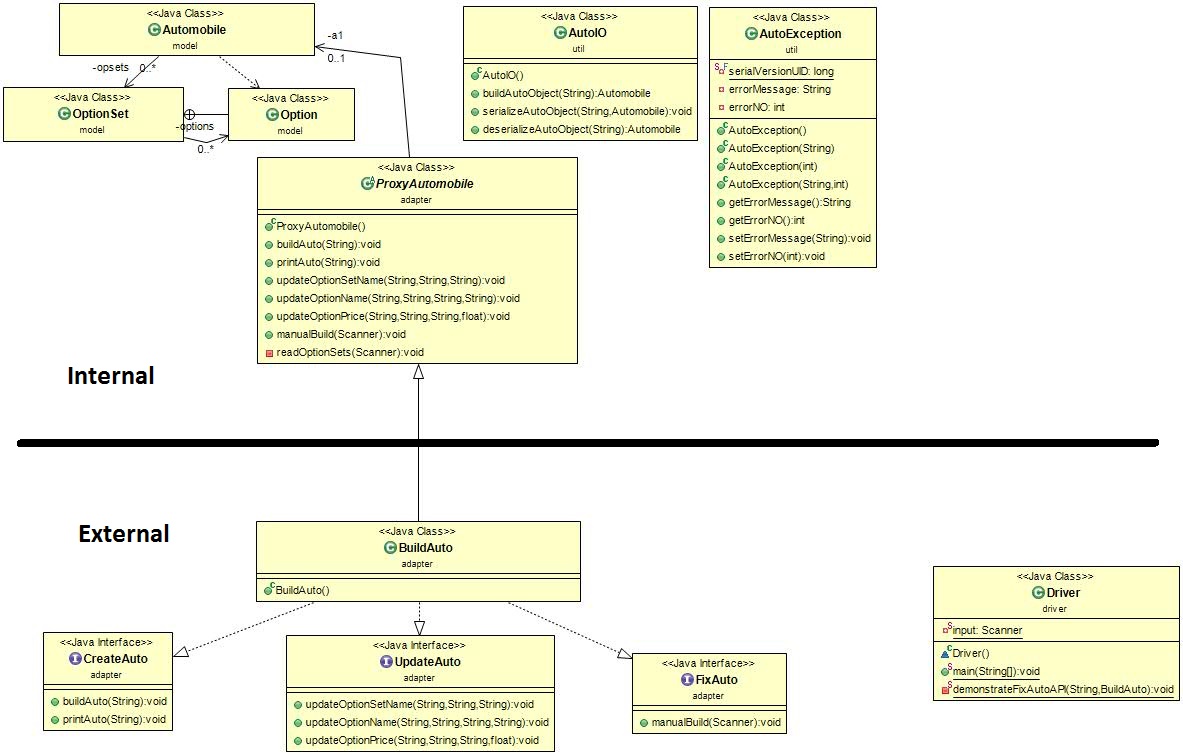 <<Java Class>>
Automobile
model
-a1
0..1
-opsets 0..*
<<Java Class>>
OptionSet
model
-options
0..*
<<Java Class>>
Option
model
<<Java Class>>
AutoIO
util
AutoIO()
buildAutoObject(String):Automobile
serializeAutoObject(String,Automobile):void
deserializeAutoObject(String):Automobile
<<Java Class>>
AutoException
util
serialVersionUID: long
errorMessage: String
errorNO: int
AutoException()
AutoException(String)
AutoException(int)
AutoException(String,int)
getErrorMessage():String
getErrorNO():int
setErrorMessage(String):void
setErrorNO(int):void
<<Java Class>>
ProxyAutomobile
adapter
ProxyAutomobile()
buildAuto(String):void
printAuto(String):void
updateOptionSetName(String,String,String):void
updateOptionName(String,String,String,String):void
updateOptionPrice(String,String,String,float):void
manualBuild(Scanner):void
readOptionSets(Scanner):void
Internal
External
<<Java Class>>
BuildAuto
adapter
BuildAuto()
<<Java Interface>>
CreateAuto
adapter
buildAuto(String):void
printAuto(String):void
<<Java Interface>>
UpdateAuto
adapter
updateOptionSetName(String,String,String):void
updateOptionName(String,String,String,String):void
updateOptionPrice(String,String,String,float):void
<<Java Interface>>
FixAuto
adapter
manualBuild(Scanner):void
<<Java Class>>
Driver
driver
input: Scanner
Driver()
main(String[]):void
demonstrateFixAutoAPI(String,BuildAuto):void